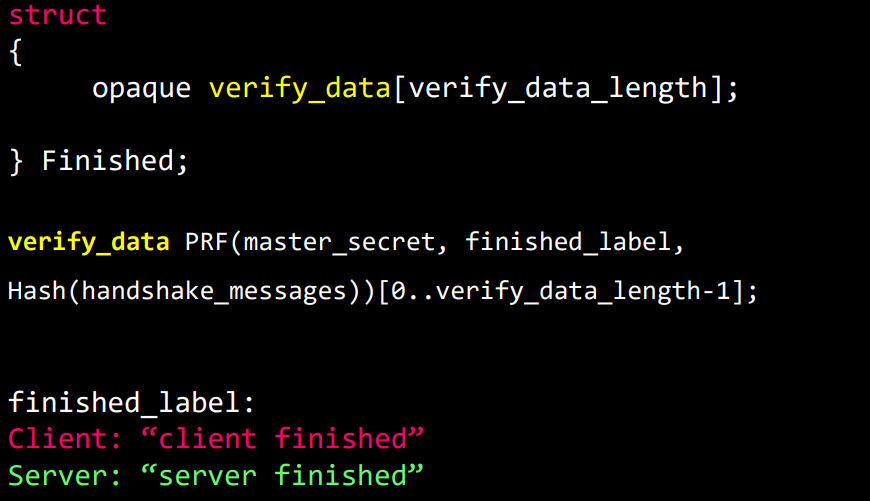 struct
{
opaque verify_data[verify_data_length];
} Finished;
verify_data PRF(master_secret, finished_label,
Hash(handshake_messages))[0..verify_data_length-1];
finished_label:
Client: “client finished”
Server: “server finished”